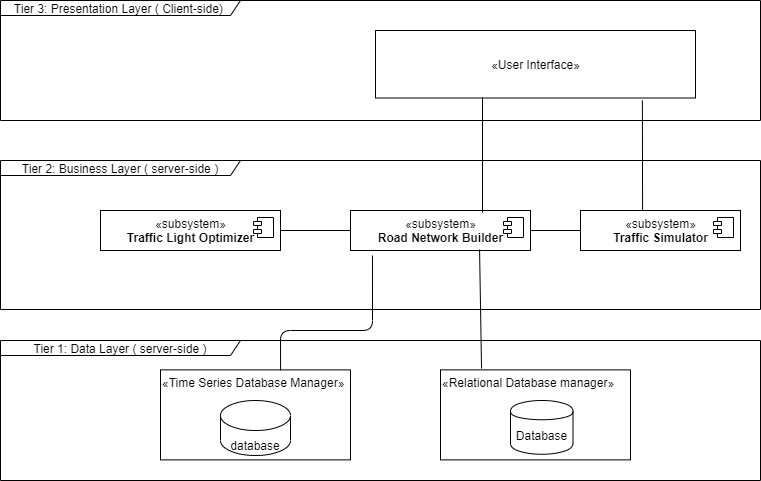 Tier 3: Presentation Layer ( Client-side)
«User Interface»
Tier 2: Business Layer ( server-side )
«subsystem»
Traffic Light Optimizer
«subsystem»
Road Network Builder
«subsystem»
Traffic Simulator
Tier 1: Data Layer ( server-side )
«Time Series Database Manager»
database
«Relational Database manager»
Database